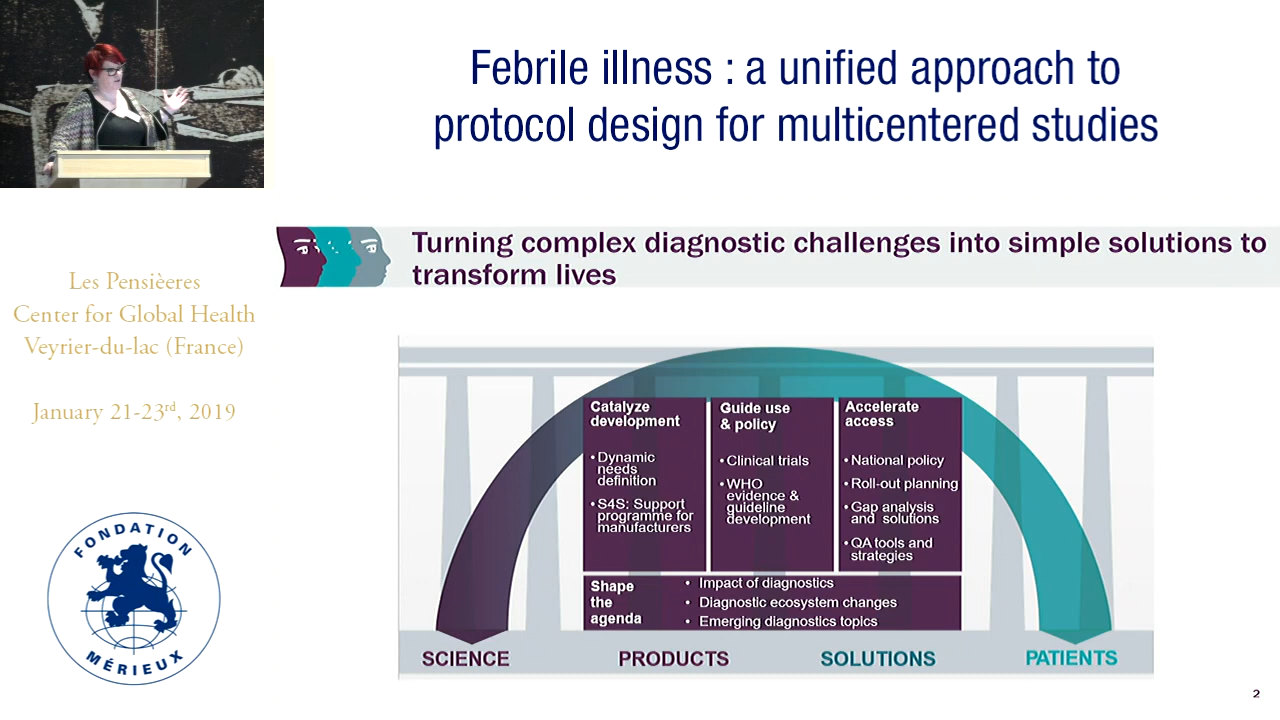 Febrile illness : a unified approach to
protocol design for multicentered studies
Turning complex diagnostic challenges into simple solutions to
transform lives
Les Pensièeres
Center for Global Health
Veyrier-du-lac (France)
January 21-23rd, 2019
FONDATION
MÉRIEUX
Catalyze
development
• Dynamic
needs
definition
• S4S: Support
programme for
manufacturers
Guide use
& policy
• Clinical trials
• WHO
evidence &
guideline
development
Accelerate
access
• National policy
• Roll-out planning
• Gap analysis
and solutions
• QA tools and
strategies
Shape
the
agenda
• Impact of diagnostics
• Diagnostic ecosystem changes
• Emerging diagnostics topics
SCIENCE PRODUCTS SOLUTIONS PATIENTS
2